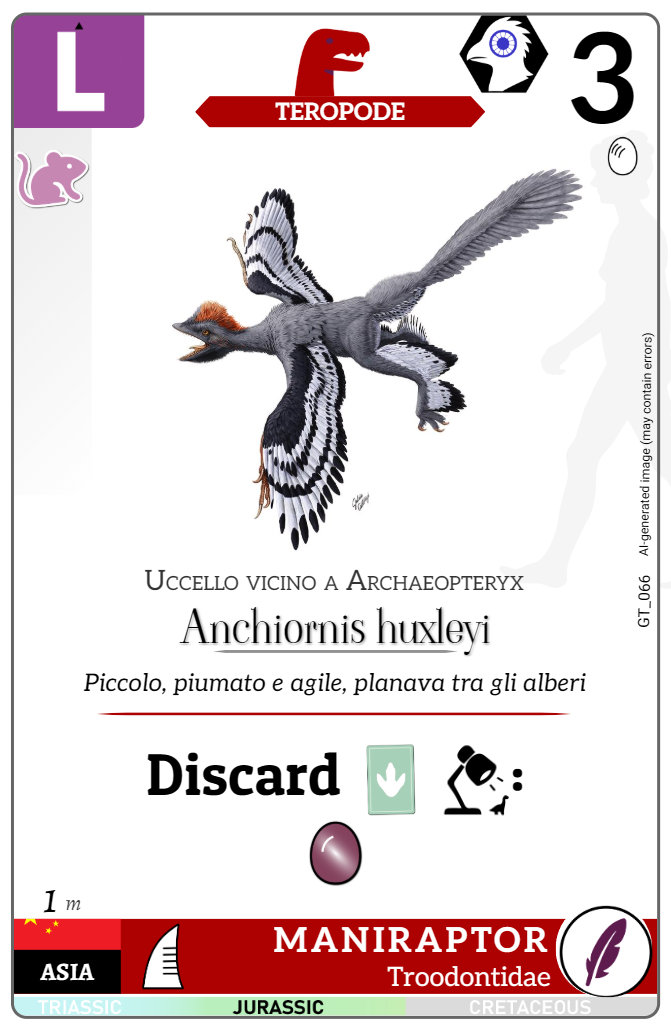 L
TEROPODE
3
AI-generated image (may contain errors)
GT_066
Uccello vicino a Archaeopteryx
Anchiornis huxleyi
Piccolo, piumato e agile, planava tra gli alberi
Discard :
1 m
MANIRAPTOR
ASIA
Troodontidae
TRIASSIC JURASSIC CRETACEOUS